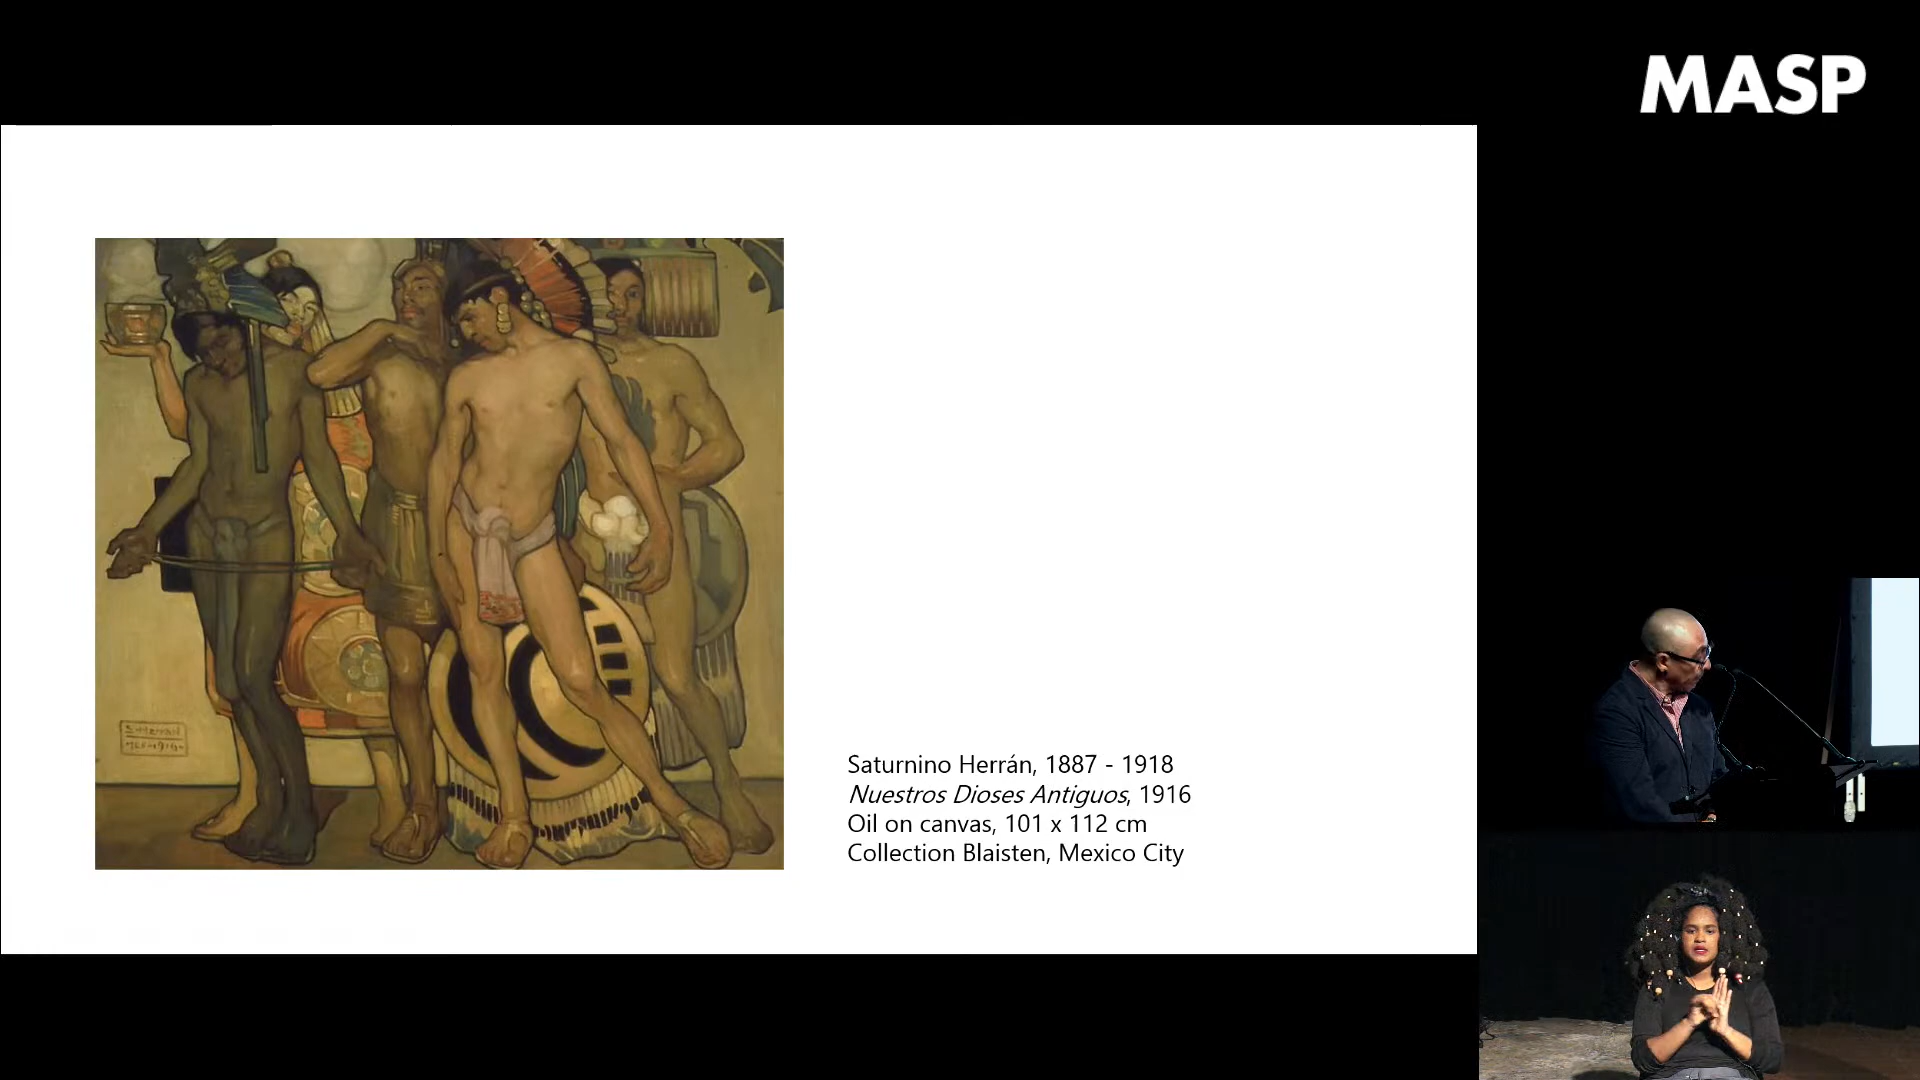 MASP
Saturnino Herrán, 1887 - 1918
Nuestros Dioses Antiguos, 1916
Oil on canvas, 101 x 112 cm
Collection Blaisten, Mexico City